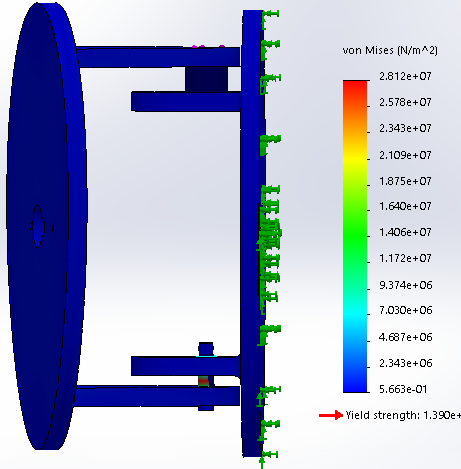 von Mises (N/m^2)
2.812e+07
2.578e+07
2.343e+07
2.109e+07
1.875e+07
1.640e+07
1.406e+07
1.172e+07
9.374e+06
7.030e+06
4.687e+06
2.343e+06
5.663e-01
Yield strength: 1.390e+